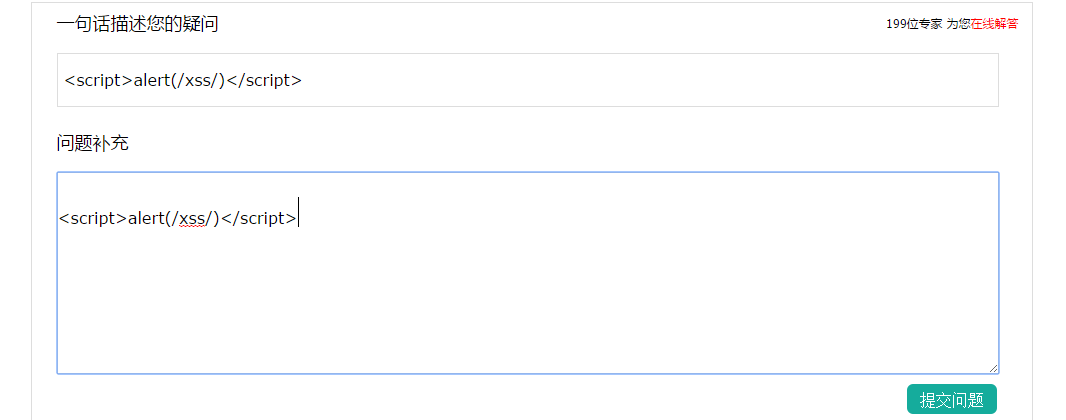 一句话描述您的疑问
199位专家 为您在线解答
<script>alert(/xss/)</script>
问题补充
<script>alert(/xss/)</script>
提交问题